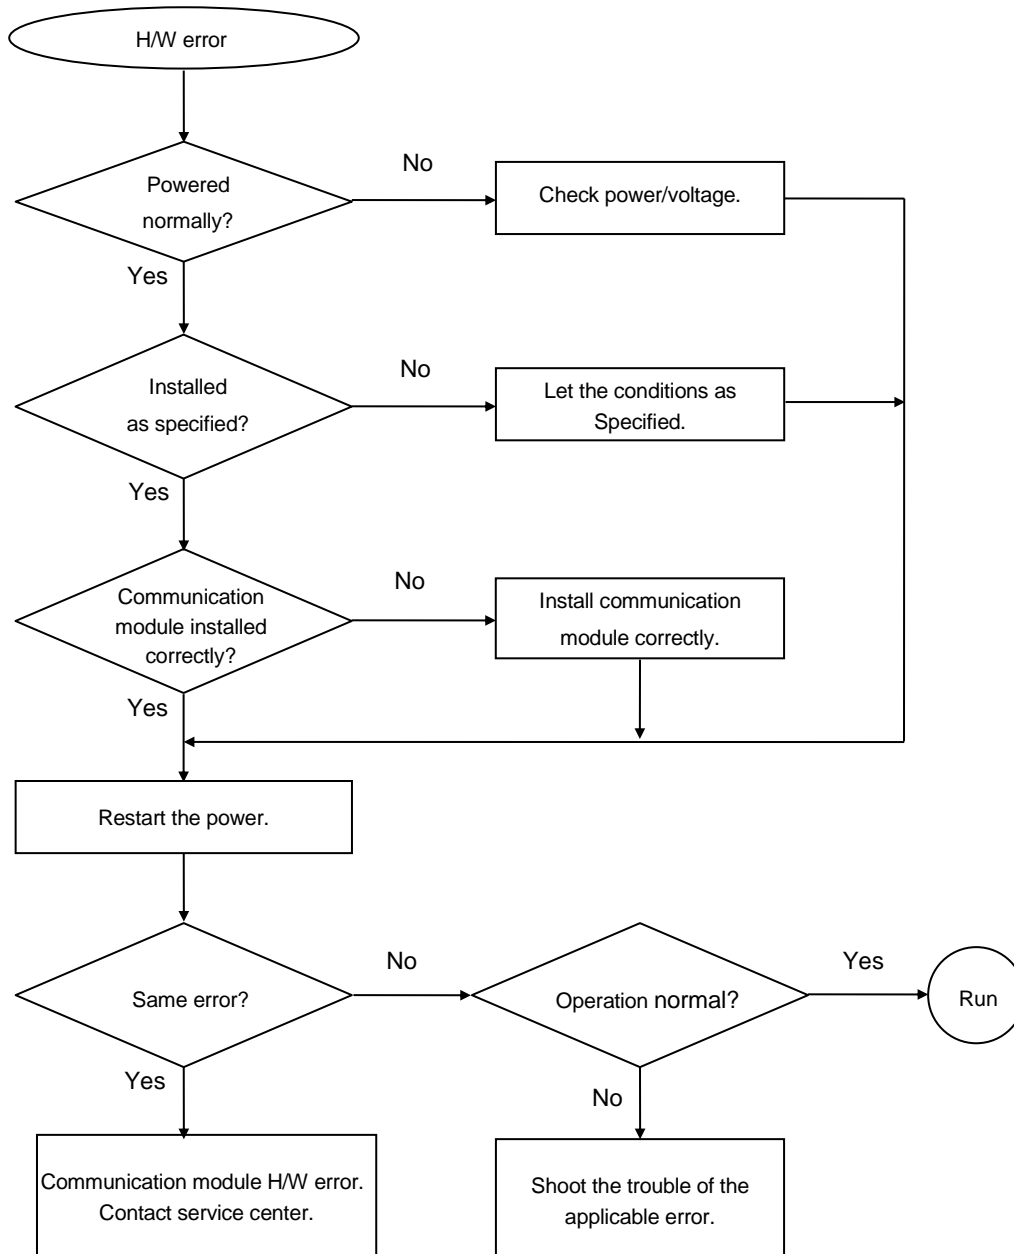 H/W error
Powered
normally?
No
Check power/voltage.
Yes
Installed
as specified?
No
Let the conditions as
Specified.
Yes
Communication
module installed
correctly?
No
Install communication
module correctly.
Yes
Restart the power.
Same error?
No
Operation normal?
Yes
Run
Yes
No
Communication module H/W error.
Contact service center.
Shoot the trouble of the
applicable error.